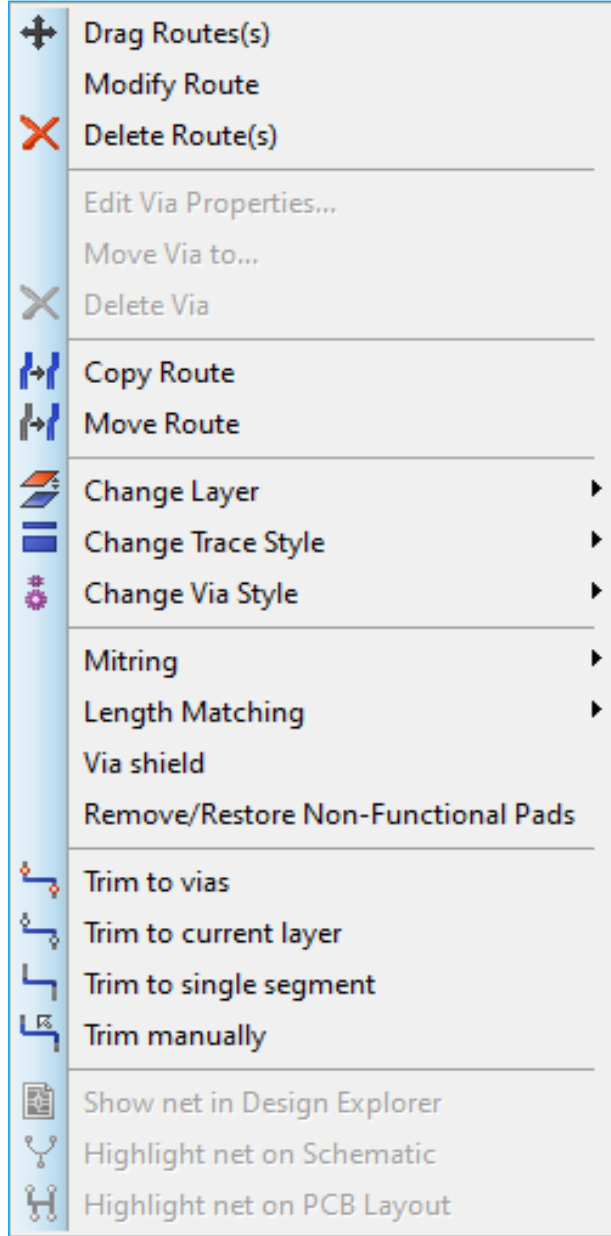 Drag Routes(s)
Modify Route
Delete Route(s)
Edit Via Properties...
Move Via to...
Delete Via
Copy Route
Move Route
Change Layer
Change Trace Style
Change Via Style
Mitring
Length Matching
Via shield
Remove/Restore Non-Functional Pads
Trim to vias
Trim to current layer
Trim to single segment
Trim manually
Show net in Design Explorer
Highlight net on Schematic
Highlight net on PCB Layout